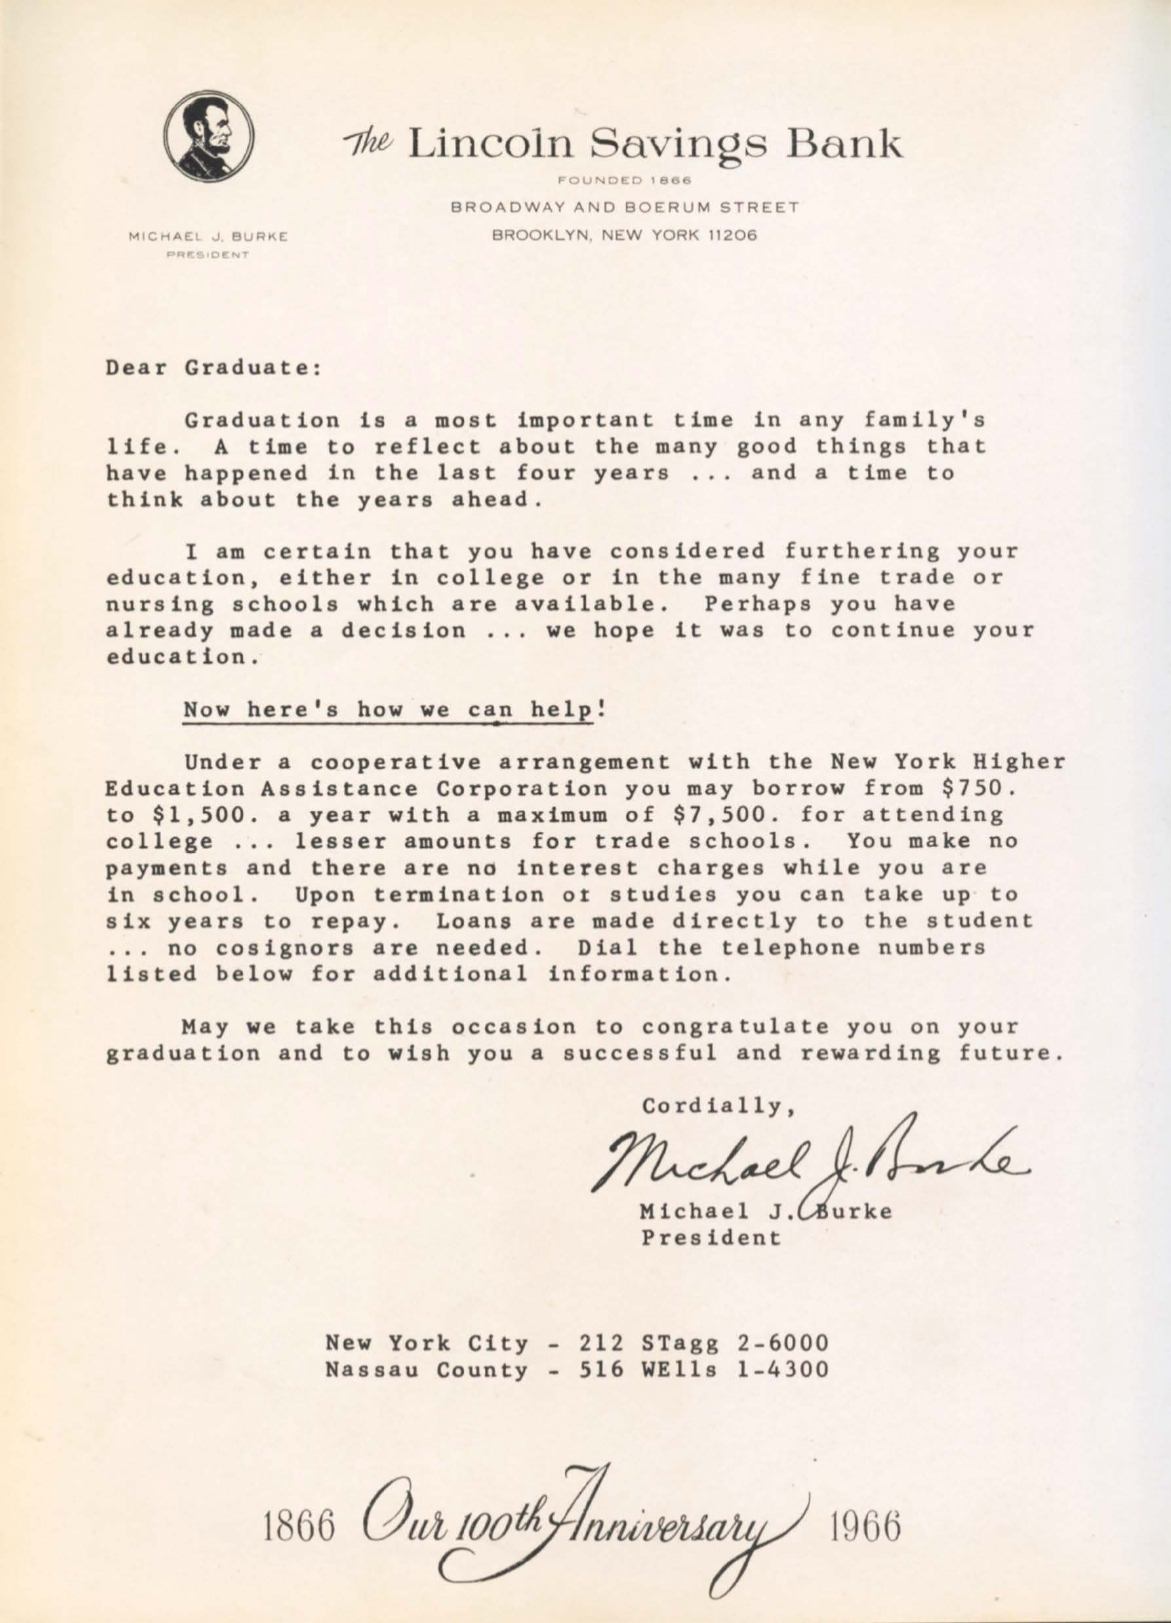 The Lincoln Savings Bank
FOUNDED 1866
BROADWAY AND BOERUM STREET
BROOKLYN, NEW YORK 11206
MICHAEL J. BURKE
PRESIDENT
Dear Graduate:
Graduation is a most important time in any family's
life. A time to reflect about the many good things that
have happened in the last four years ... and a time to
think about the years ahead.
I am certain that you have considered furthering your
education, either in college or in the many fine trade or
nursing schools which are available. Perhaps you have
already made a decision ... we hope it was to continue your
education.
Now here's how we can help!
Under a cooperative arrangement with the New York Higher
Education Assistance Corporation you may borrow from $750.
to $1,500. a year with a maximum of $7,500. for attending
college ... lesser amounts for trade schools. You make no
payments and there are no interest charges while you are
in school. Upon termination of studies you can take up to
six years to repay. Loans are made directly to the student
... no cosignors are needed. Dial the telephone numbers
listed below for additional information.
May we take this occasion to congratulate you on your
graduation and to wish you a successful and rewarding future.
Cordially,
Michael J. Burke
Michael J. Burke
President
New York City - 212 STagg 2-6000
Nassau County - 516 WElls 1-4300
1866 Our 100th Anniversary 1966